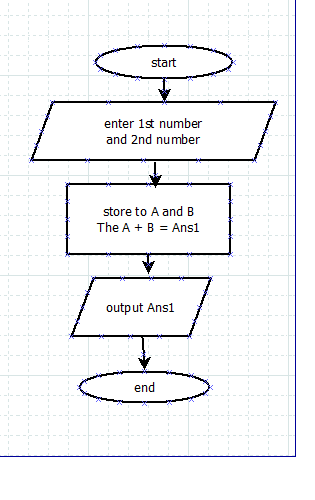 start
enter 1st number
and 2nd number
store to A and B
The A + B = Ans1
output Ans1
end